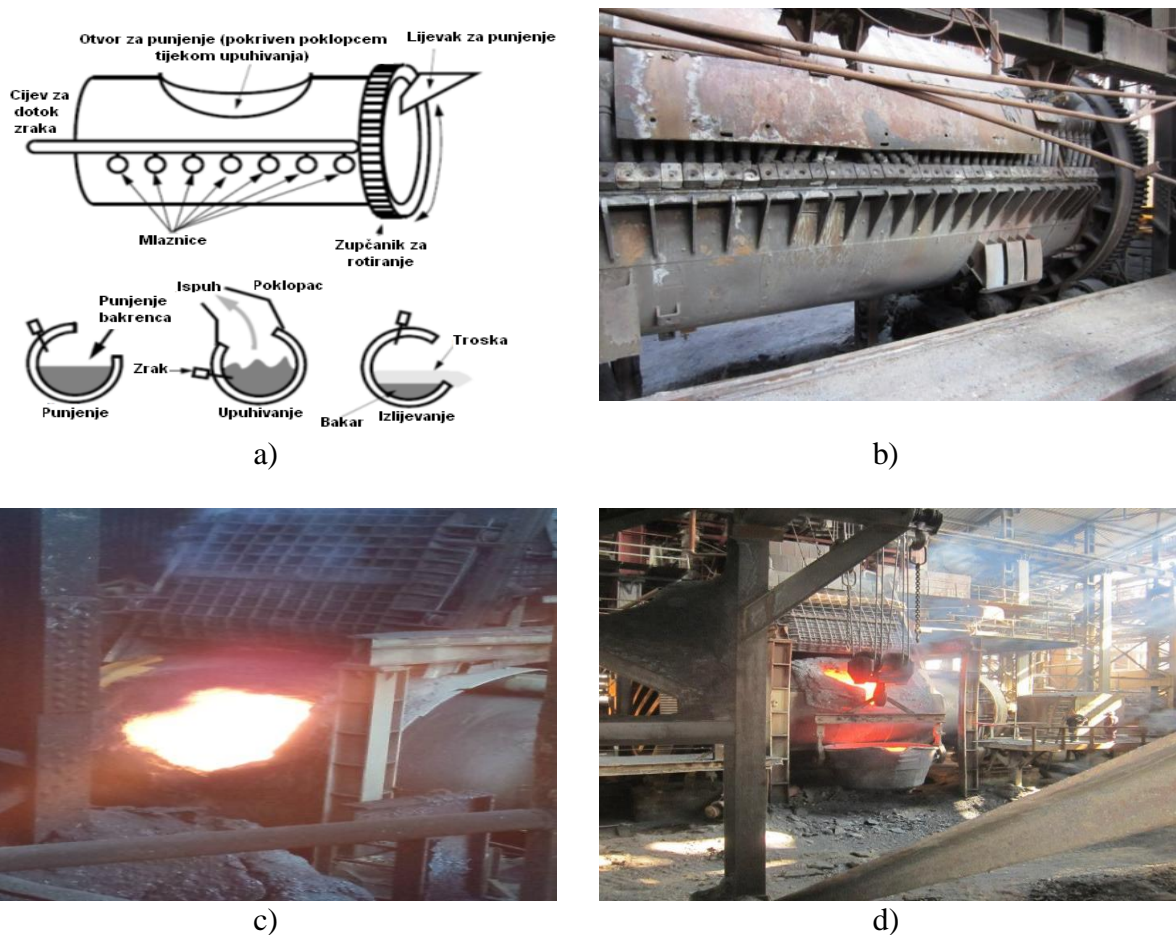 Otvor za punjenje (pokriven poklopcem
tijekom upuhivanja)
Lijevak za punjenje
Cijev za
dotok
zraka
Mlaznice
Zupčanik za
rotiranje
Ispuh
Poklopac
Punjenje
bakrenca
Troska
Zrak
Punjenje
Upuhivanje
Bakar
Izlijevanje
a)
b)
c)
d)